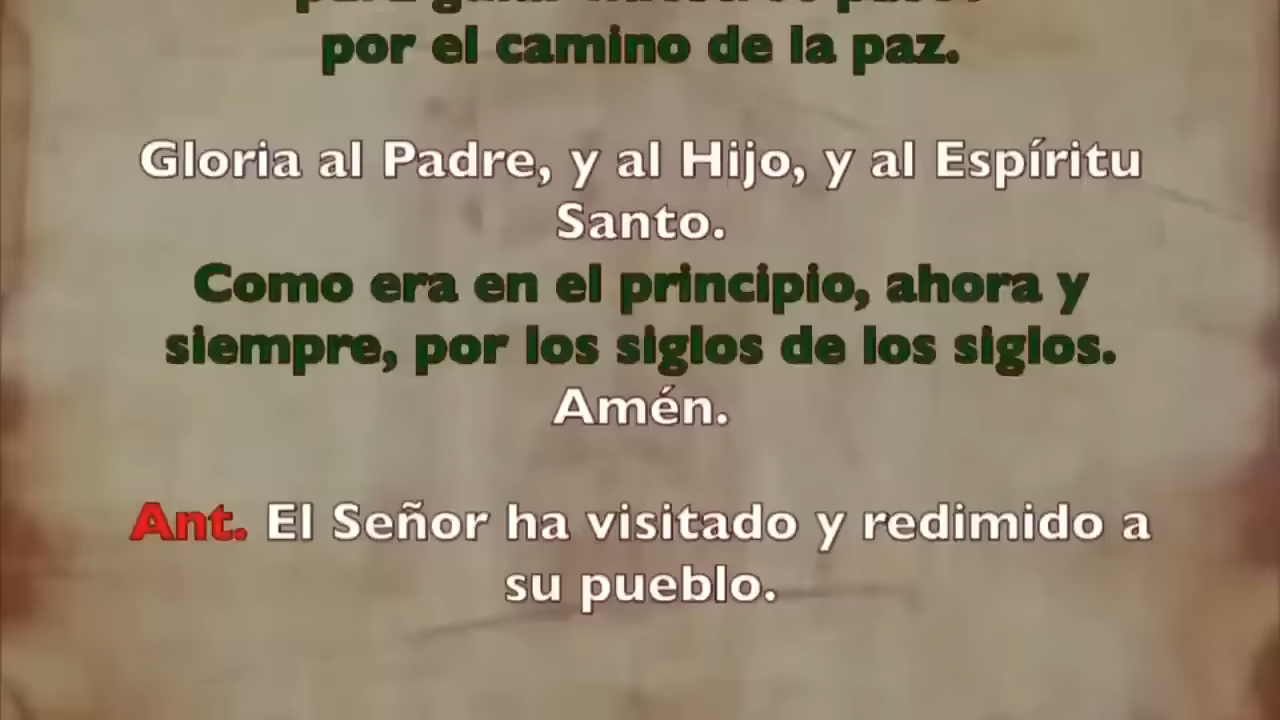 por el camino de la paz.
Gloria al Padre, y al Hijo, y al Espíritu
Santo.
Como era en el principio, ahora y
siempre, por los siglos de los siglos.
Amén.
Ant. El Señor ha visitado y redimido a
su pueblo.